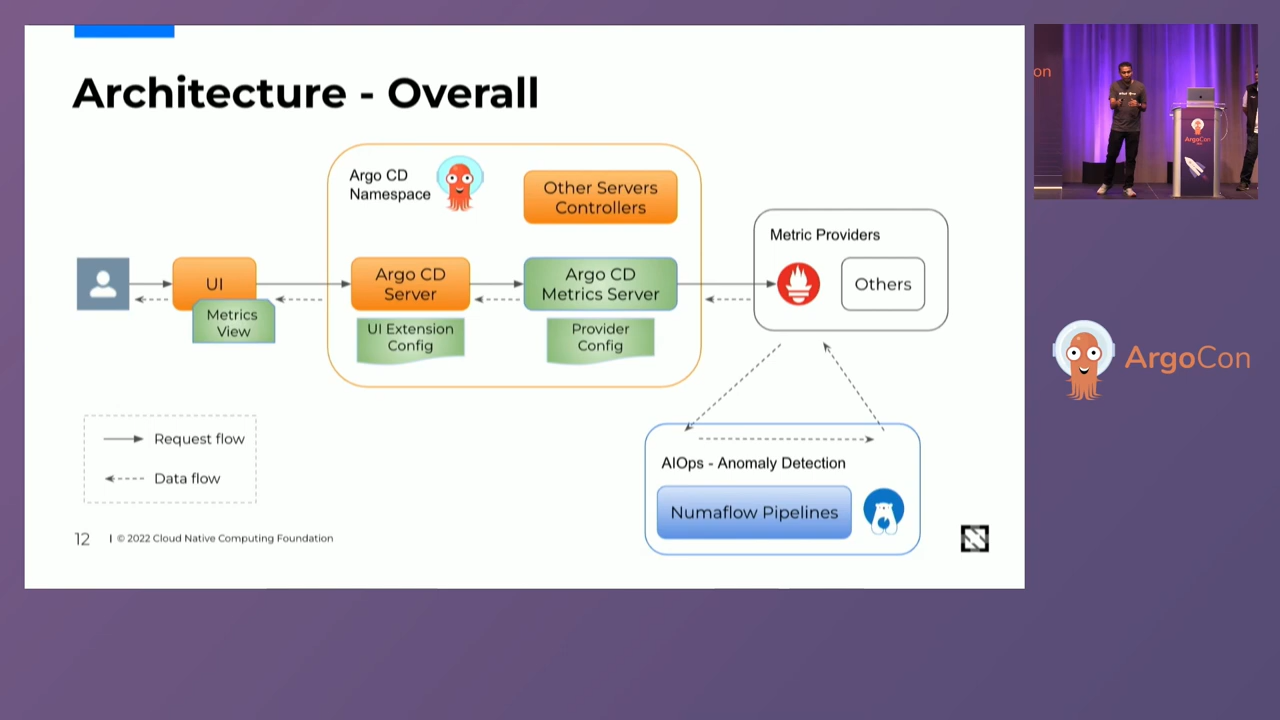 Architecture - Overall
Argo CD
Namespace
Other Servers
Controllers
Metric Providers
UI
Argo CD
Server
Argo CD
Metrics Server
Others
Metrics
View
UI Extension
Config
Provider
Config
Request flow
Data flow
AIOps - Anomaly Detection
Numaflow Pipelines
12
© 2022 Cloud Native Computing Foundation
on
ArgoCon
ArgoCon